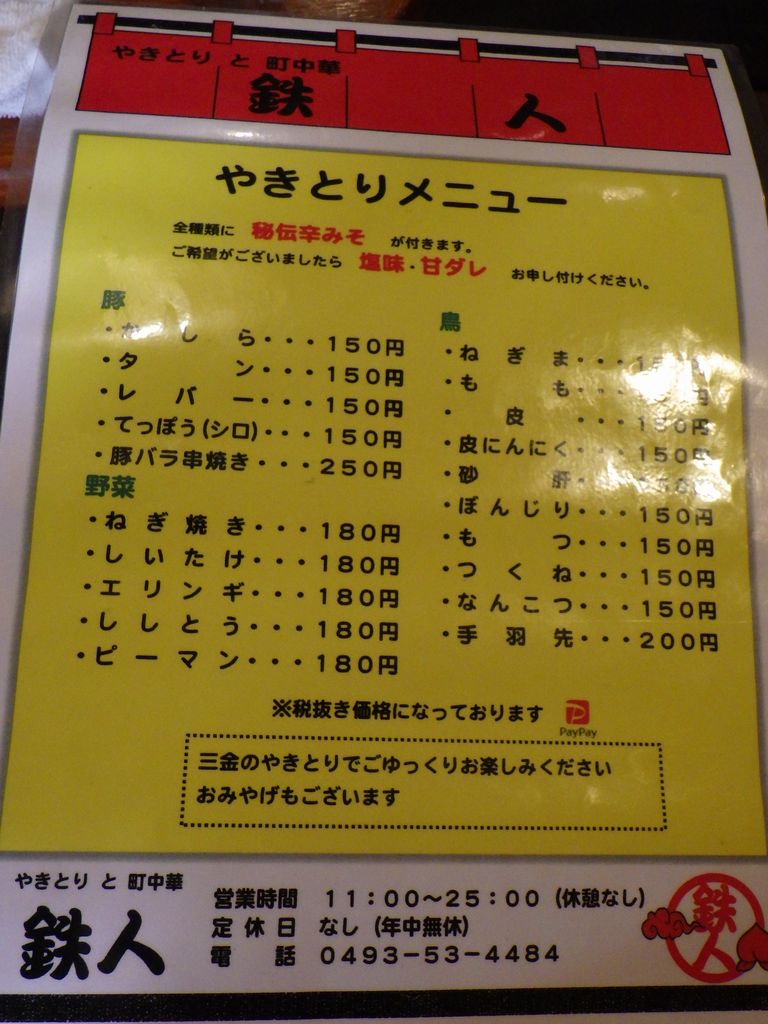 やきとり と 町中華
鉄 人
やきとりメニュー
全種類に 秘伝辛みそ が付きます。
ご希望がございましたら 塩味・甘ダレ お申し付けください。
豚
・かしら・・・150円
・タン・・・150円
・レバー・・・150円
・てっぽう(シロ)・・・150円
・豚バラ串焼き・・・250円
野菜
・ねぎ焼き・・・180円
・しいたけ・・・180円
・エリンギ・・・180円
・ししとう・・・180円
・ピーマン・・・180円
鳥
・ねぎま・・・150円
・もも・・・円
・皮・・・150円
・皮にんにく・・・150円
・砂肝・・・150円
・ぼんじり・・・150円
・もつ・・・150円
・つくね・・・150円
・なんこつ・・・150円
・手羽先・・・200円
※税抜き価格になっております
PayPay
三金のやきとりでごゆっくりお楽しみください
おみやげもございます
やきとり と 町中華
鉄人
営業時間 11:00〜25:00 (休憩なし)
定休日 なし (年中無休)
電話 0493-53-4484
鉄人